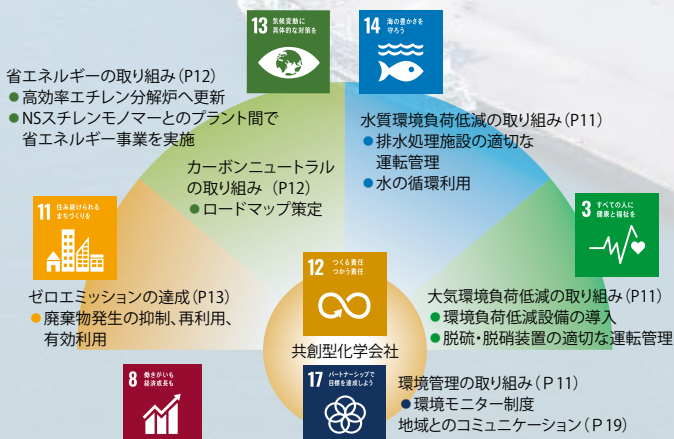 13 気候変動に
具体的な対策を
14 海の豊かさを
守ろう
省エネルギーの取り組み(P12)
●高効率エチレン分解炉へ更新
●NSスチレンモノマーとのプラント間で
省エネルギー事業を実施
水質環境負荷低減の取り組み(P11)
●排水処理施設の適切な
運転管理
●水の循環利用
カーボンニュートラル
の取り組み (P12)
●ロードマップ策定
11 住み続けられる
まちづくりを
3 すべての人に
健康と福祉を
12 つくる責任
つかう責任
ゼロエミッションの達成(P13)
●廃棄物発生の抑制、再利用、
有効利用
大気環境負荷低減の取り組み(P11)
●環境負荷低減設備の導入
●脱硫・脱硝装置の適切な運転管理
共創型化学会社
8 働きがいも
経済成長も
17 パートナーシップで
目標を達成しよう
環境管理の取り組み(P11)
●環境モニター制度
地域とのコミュニケーション(P19)